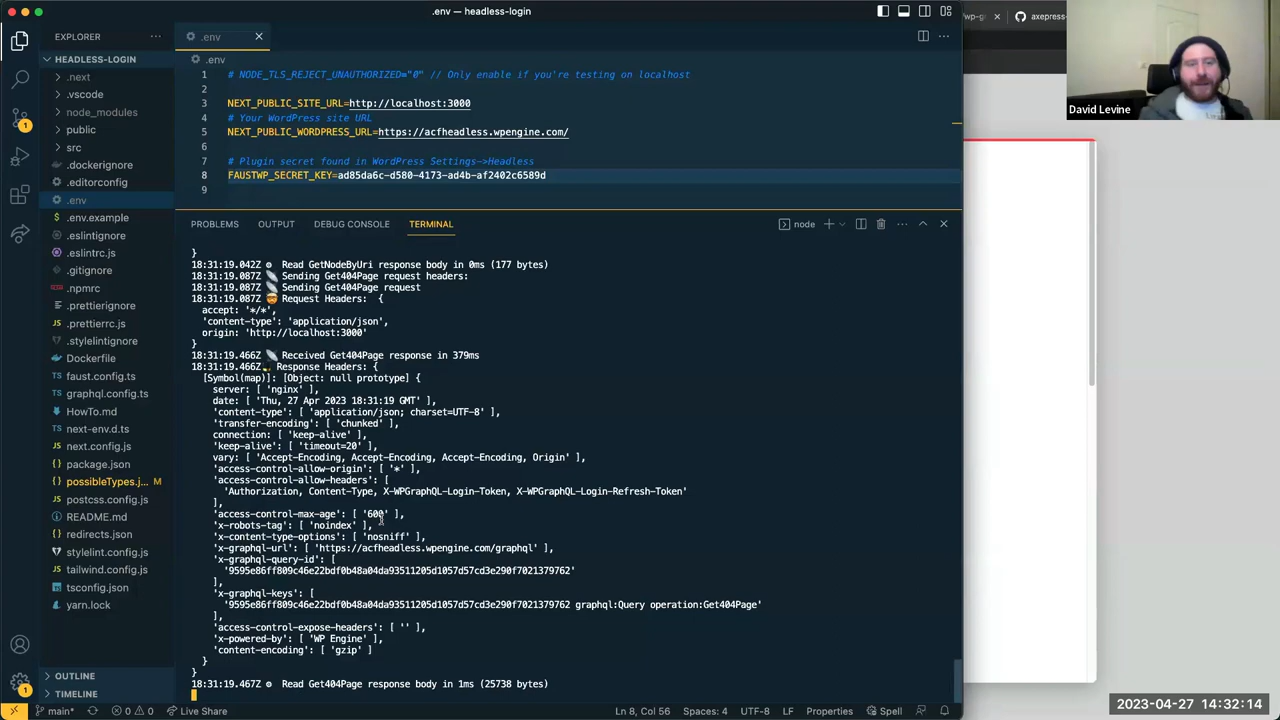 .env — headless-login
EXPLORER
.env
/wp-g
axepress-
HEADLESS-LOGIN
.env
.next
.vscode
node_modules
public
src
.dockerignore
.editorconfig
.env
.env.example
.eslintignore
.eslintrc.js
.gitignore
.npmrc
.prettierignore
.prettierrc.js
.stylelintignore
Dockerfile
faust.config.ts
graphql.config.ts
HowTo.md
next-env.d.ts
next.config.js
package.json
possibleTypes.j... M
postcss.config.js
README.md
redirects.json
stylelint.config.js
tailwind.config.js
tsconfig.json
yarn.lock
OUTLINE
TIMELINE
1 # NODE_TLS_REJECT_UNAUTHORIZED="0" // Only enable if you're testing on localhost
2
3 NEXT_PUBLIC_SITE_URL=http://localhost:3000
4 # Your WordPress site URL
5 NEXT_PUBLIC_WORDPRESS_URL=https://acfheadless.wpengine.com/
6
7 # Plugin secret found in WordPress Settings->Headless
8 FAUSTWP_SECRET_KEY=ad85da6c-d580-4173-ad4b-af2402c6589d
9
PROBLEMS OUTPUT DEBUG CONSOLE TERMINAL
node
}
18:31:19.042Z Read GetNodeByUri response body in 0ms (177 bytes)
18:31:19.087Z Sending Get404Page request headers:
18:31:19.087Z Sending Get404Page request
18:31:19.087Z Request Headers: {
accept: '*/*',
'content-type': 'application/json',
origin: 'http://localhost:3000'
}
18:31:19.466Z Received Get404Page response in 379ms
18:31:19.466Z Response Headers: {
[Symbol(map)]: [Object: null prototype] {
server: [ 'nginx' ],
date: [ 'Thu, 27 Apr 2023 18:31:19 GMT' ],
'content-type': [ 'application/json; charset=UTF-8' ],
'transfer-encoding': [ 'chunked' ],
connection: [ 'keep-alive' ],
'keep-alive': [ 'timeout=20' ],
vary: [ 'Accept-Encoding, Accept-Encoding, Accept-Encoding, Origin' ],
'access-control-allow-origin': [ '*' ],
'access-control-allow-headers': [
'Authorization, Content-Type, X-WPGraphQL-Login-Token, X-WPGraphQL-Login-Refresh-Token'
],
'access-control-max-age': [ '600' ],
'x-robots-tag': [ 'noindex' ],
'x-content-type-options': [ 'nosniff' ],
'x-graphql-url': [ 'https://acfheadless.wpengine.com/graphql' ],
'x-graphql-query-id': [
'9595e86ff809c46e22bdf0b48a04da93511205d1057d57cd3e290f7021379762'
],
'x-graphql-keys': [
'9595e86ff809c46e22bdf0b48a04da93511205d1057d57cd3e290f7021379762 graphql:Query operation:Get404Page'
],
'access-control-expose-headers': [ '' ],
'x-powered-by': [ 'WP Engine' ],
'content-encoding': [ 'gzip' ]
}
}
18:31:19.467Z Read Get404Page response body in 1ms (25738 bytes)
David Levine
1
1
main* 0 0 Live Share
Ln 8, Col 56 Spaces: 4 UTF-8 LF Properties Spell
2023-04-27 14:32:14